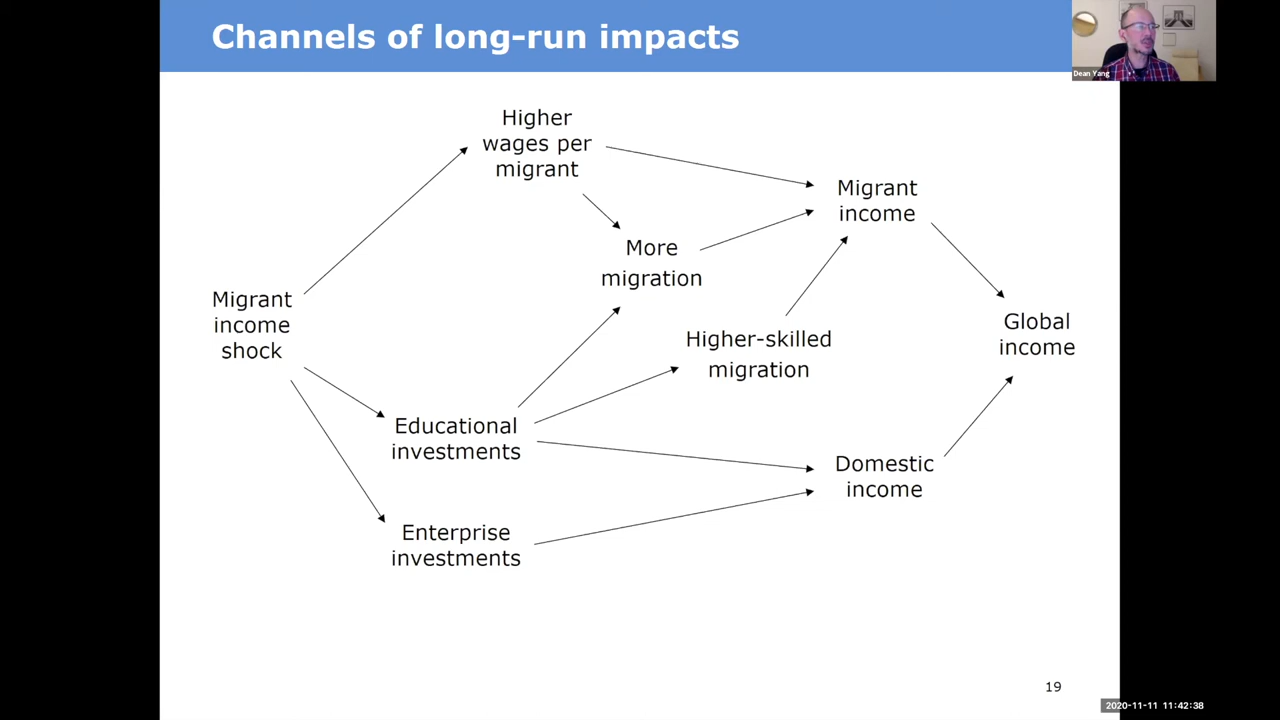 Channels of long-run impacts
Dean Yang
Higher
wages per
migrant
Migrant
income
More
migration
Migrant
income
shock
Higher-skilled
migration
Global
income
Educational
investments
Domestic
income
Enterprise
investments
19
2020-11-11 11:42:38